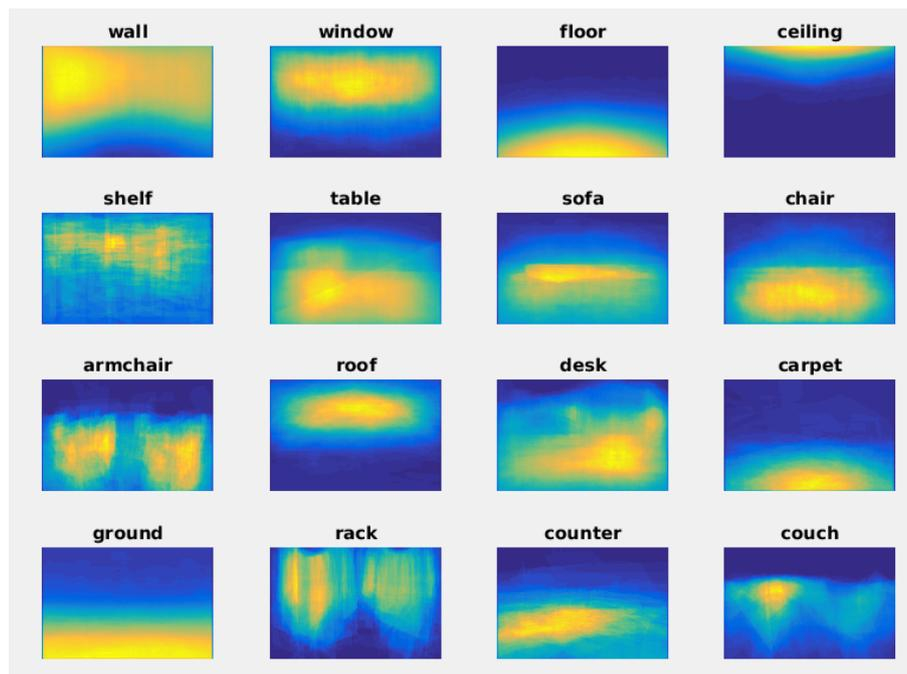 wall window floor ceiling
shelf table sofa chair
armchair roof desk carpet
ground rack counter couch